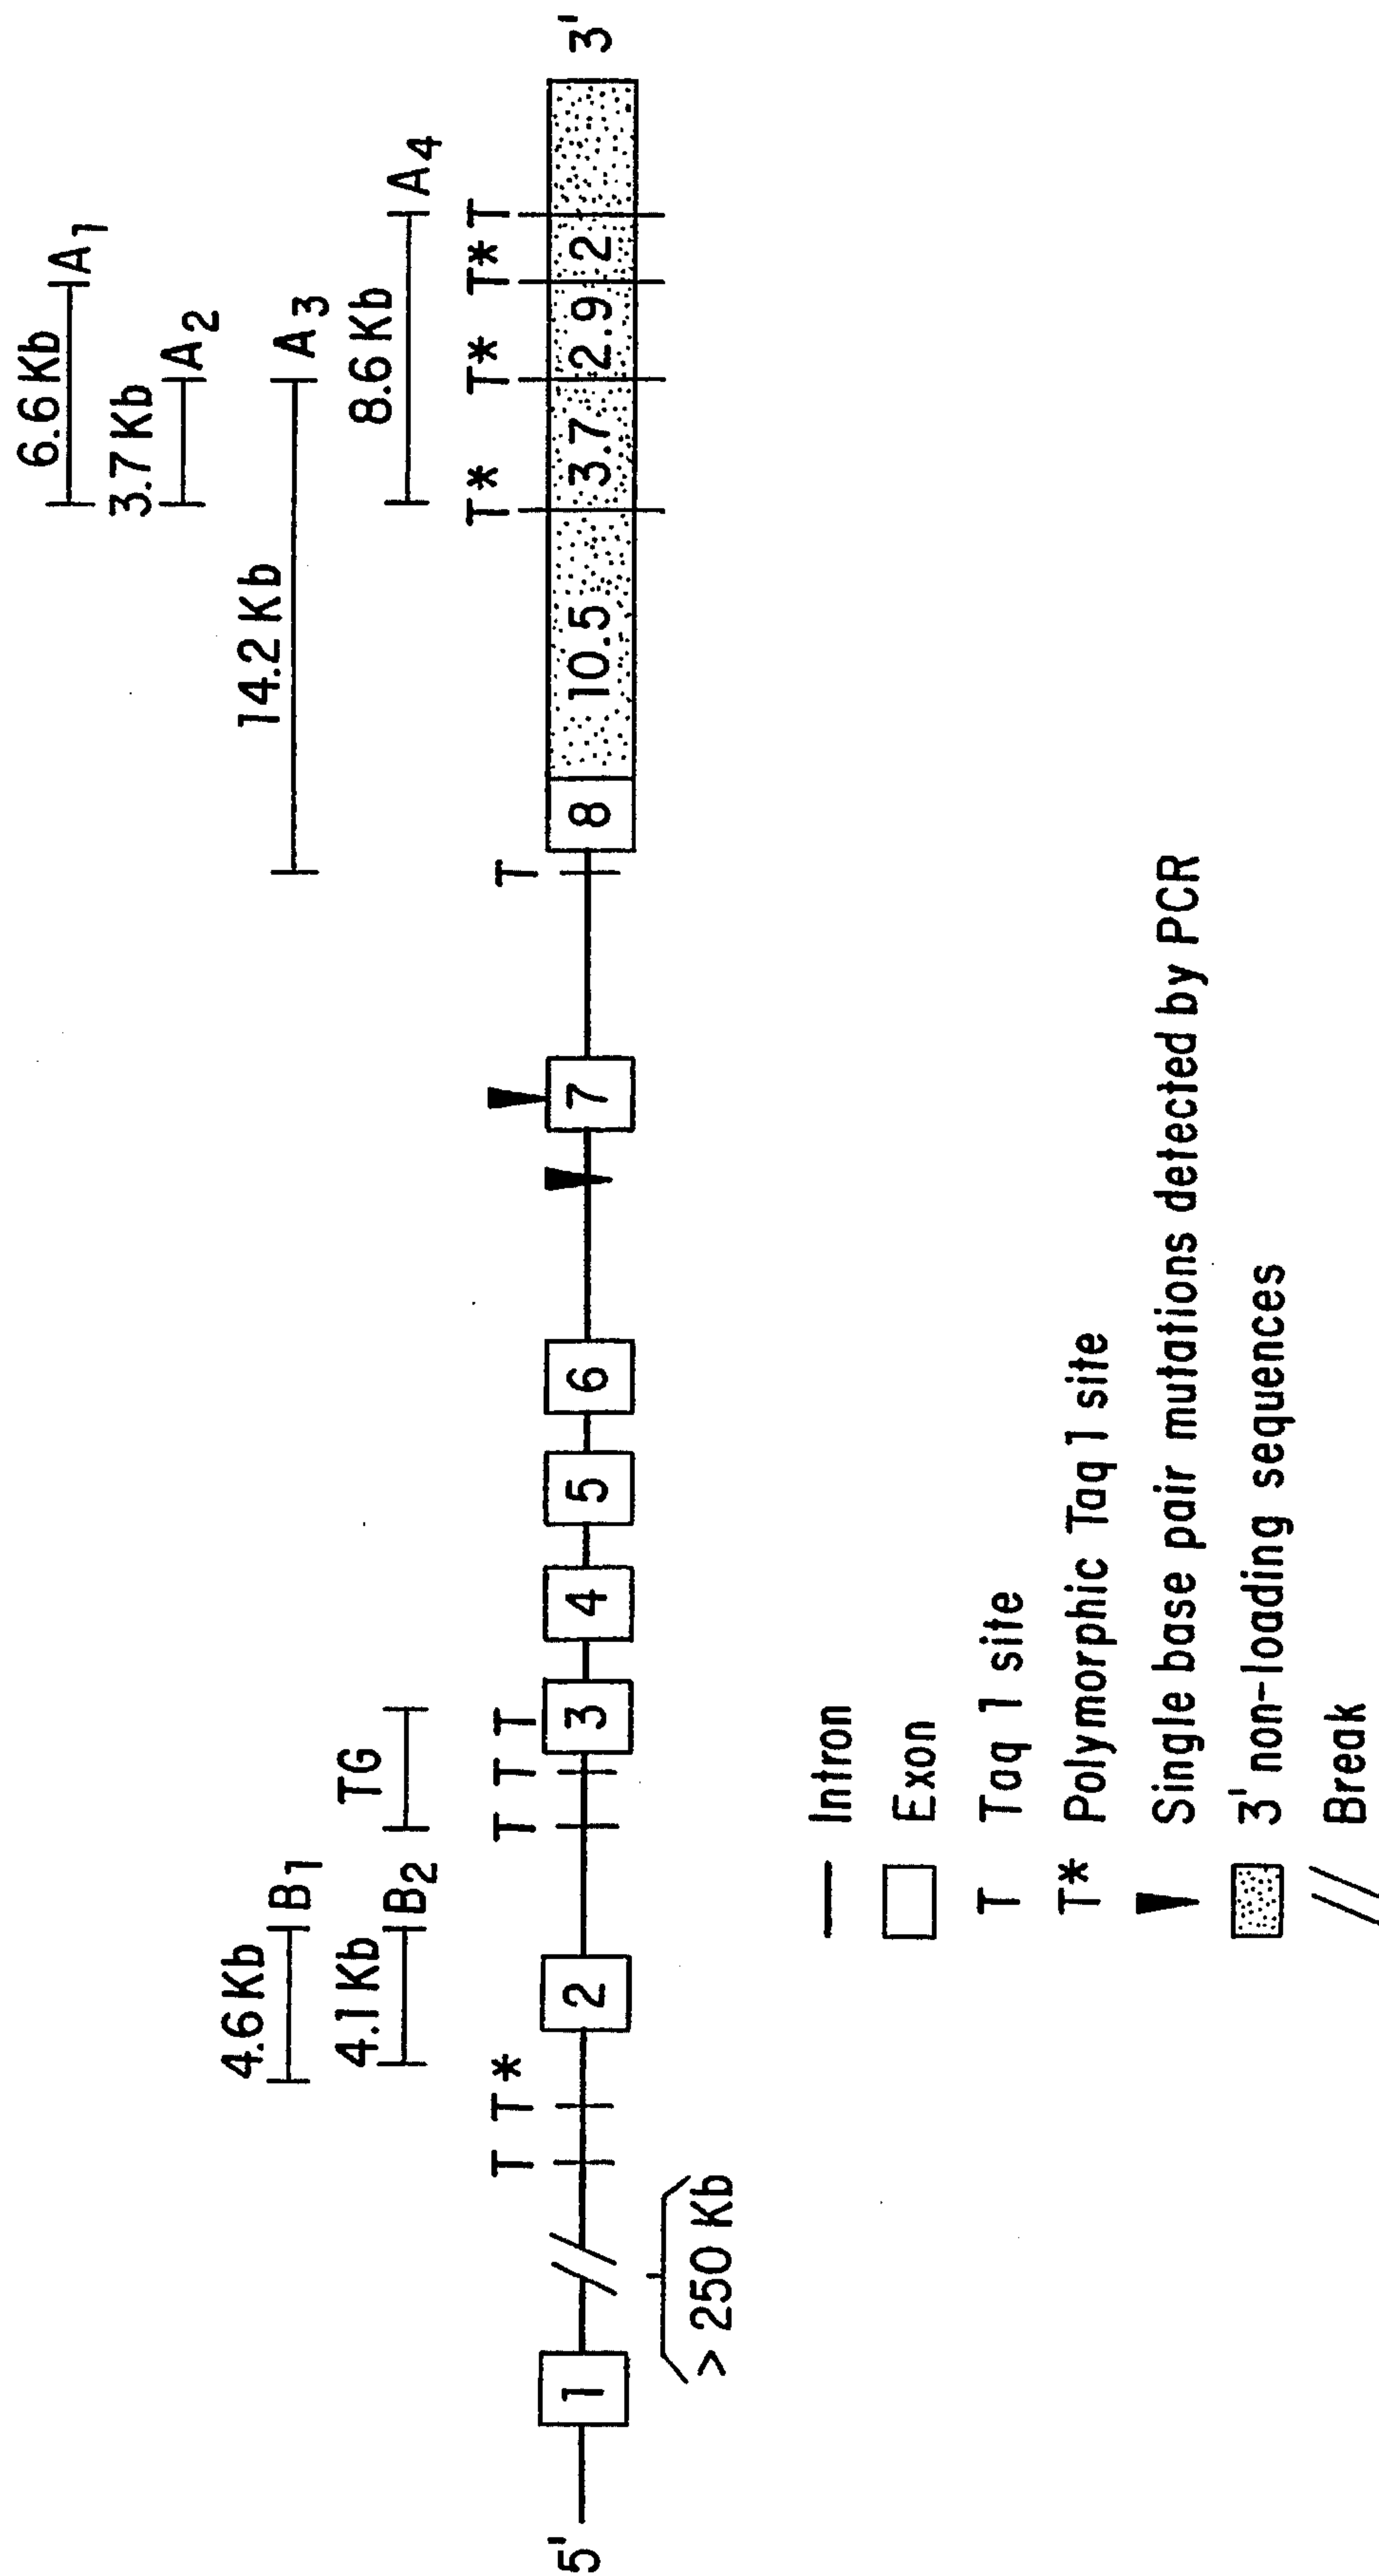 6.6 Kb
A1
3.7 Kb
A2
14.2 Kb
A3
8.6 Kb
A4
4.6 Kb
B1
4.1 Kb
B2
TG
T T* T T T T T* T* T* T
5' 1 2 3 4 5 6 7 8 10.5 3.7 2.9 2 3'
> 250 Kb
Intron
Exon
T Taq 1 site
T* Polymorphic Taq 1 site
Single base pair mutations detected by PCR
3' non-loading sequences
// Break